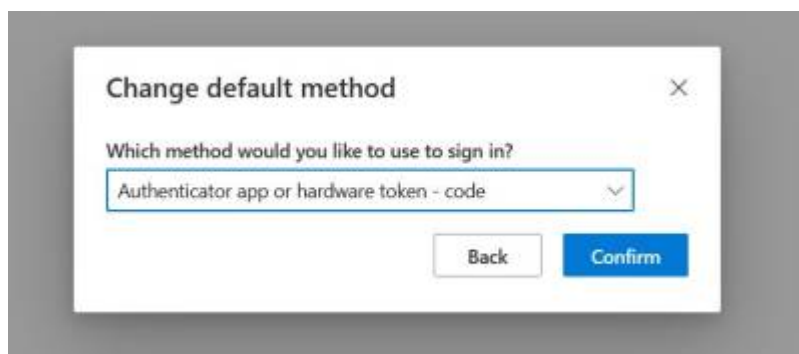 Change default method
Which method would you like to use to sign in?
Authenticator app or hardware token - code
Back
Confirm